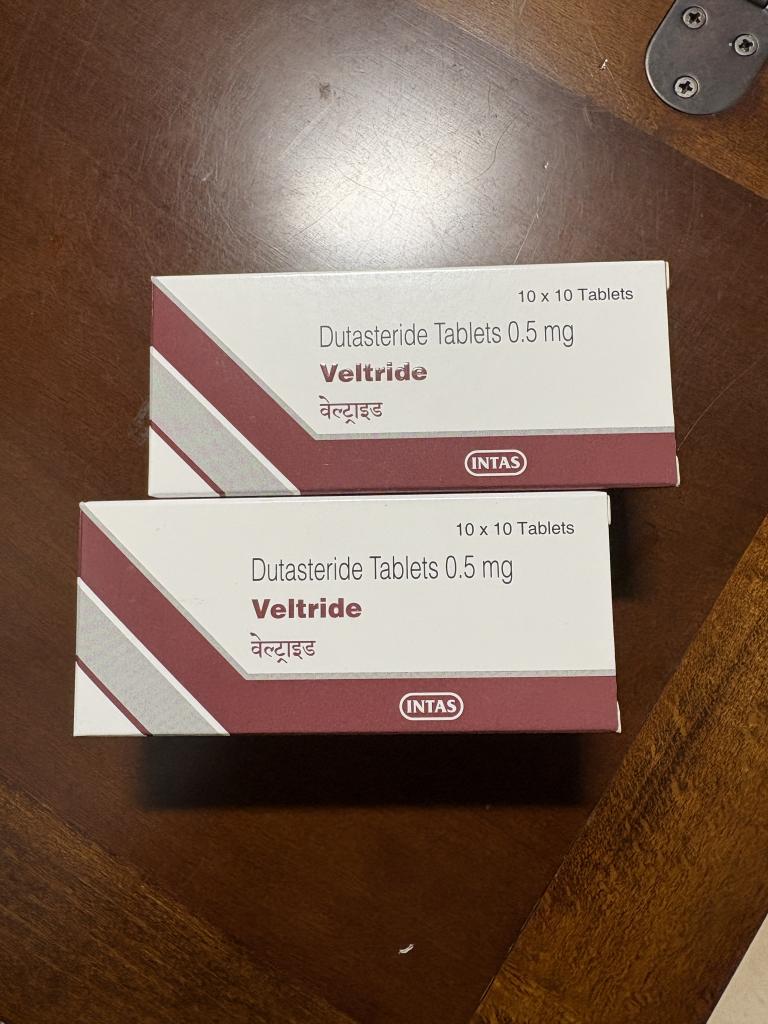 10 x 10 Tablets
Dutasteride Tablets 0.5 mg
Veltride
वेल्ट्राइड
INTAS
10 x 10 Tablets
Dutasteride Tablets 0.5 mg
Veltride
वेल्ट्राइड
INTAS